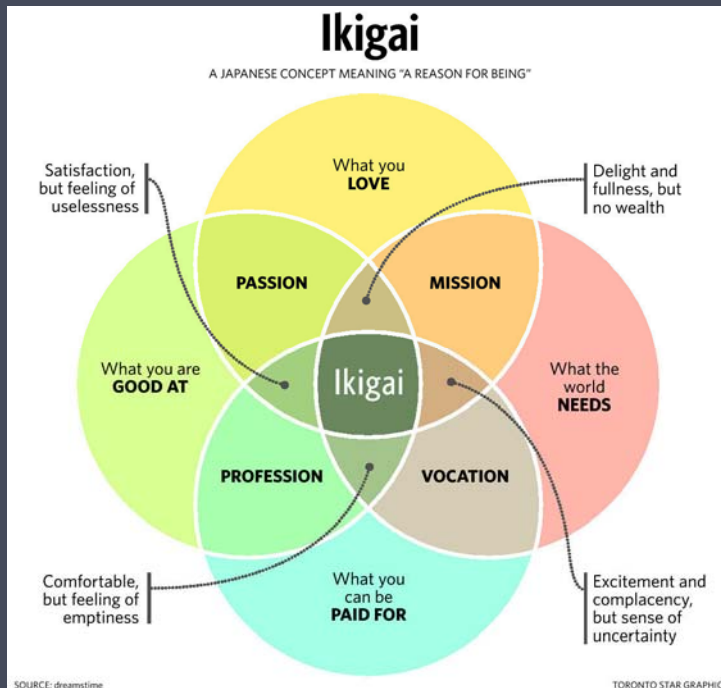 Ikigai
A JAPANESE CONCEPT MEANING “A REASON FOR BEING”
Satisfaction,
but feeling of
uselessness
What you
LOVE
Delight and
fullness, but
no wealth
PASSION
MISSION
What you are
GOOD AT
Ikigai
What the
world
NEEDS
PROFESSION
VOCATION
Comfortable,
but feeling of
emptiness
What you
can be
PAID FOR
Excitement and
complacency,
but sense of
uncertainty
SOURCE: dreamstime
TORONTO STAR GRAPHIC